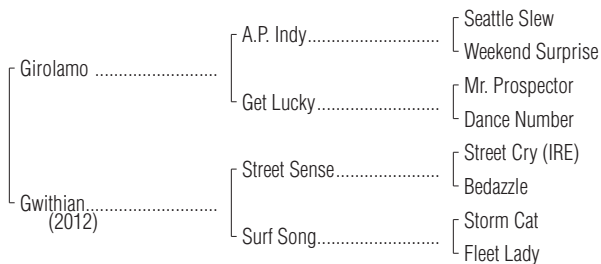 Seattle Slew
A.P. Indy..................................
Weekend Surprise
Girolamo ................................
Mr. Prospector
Get Lucky................................
Dance Number
Street Cry (IRE)
Street Sense...........................
Bedazzle
Gwithian..................................
(2012)
Storm Cat
Surf Song...............................
Fleet Lady